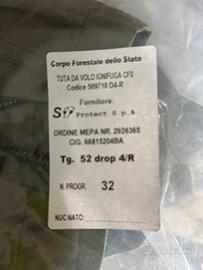 Corpo Forestale dello Stato
TUTA DA VOLO IGNIFUGA CFS
Codice 509710 D4-R
Fornitore:
Protect S.p.A
ORDINE MEPA NR. 2926365
CIG. 66815204BA
Tg. 52 drop 4/R
N. PROGR. 32
NUC NATO: